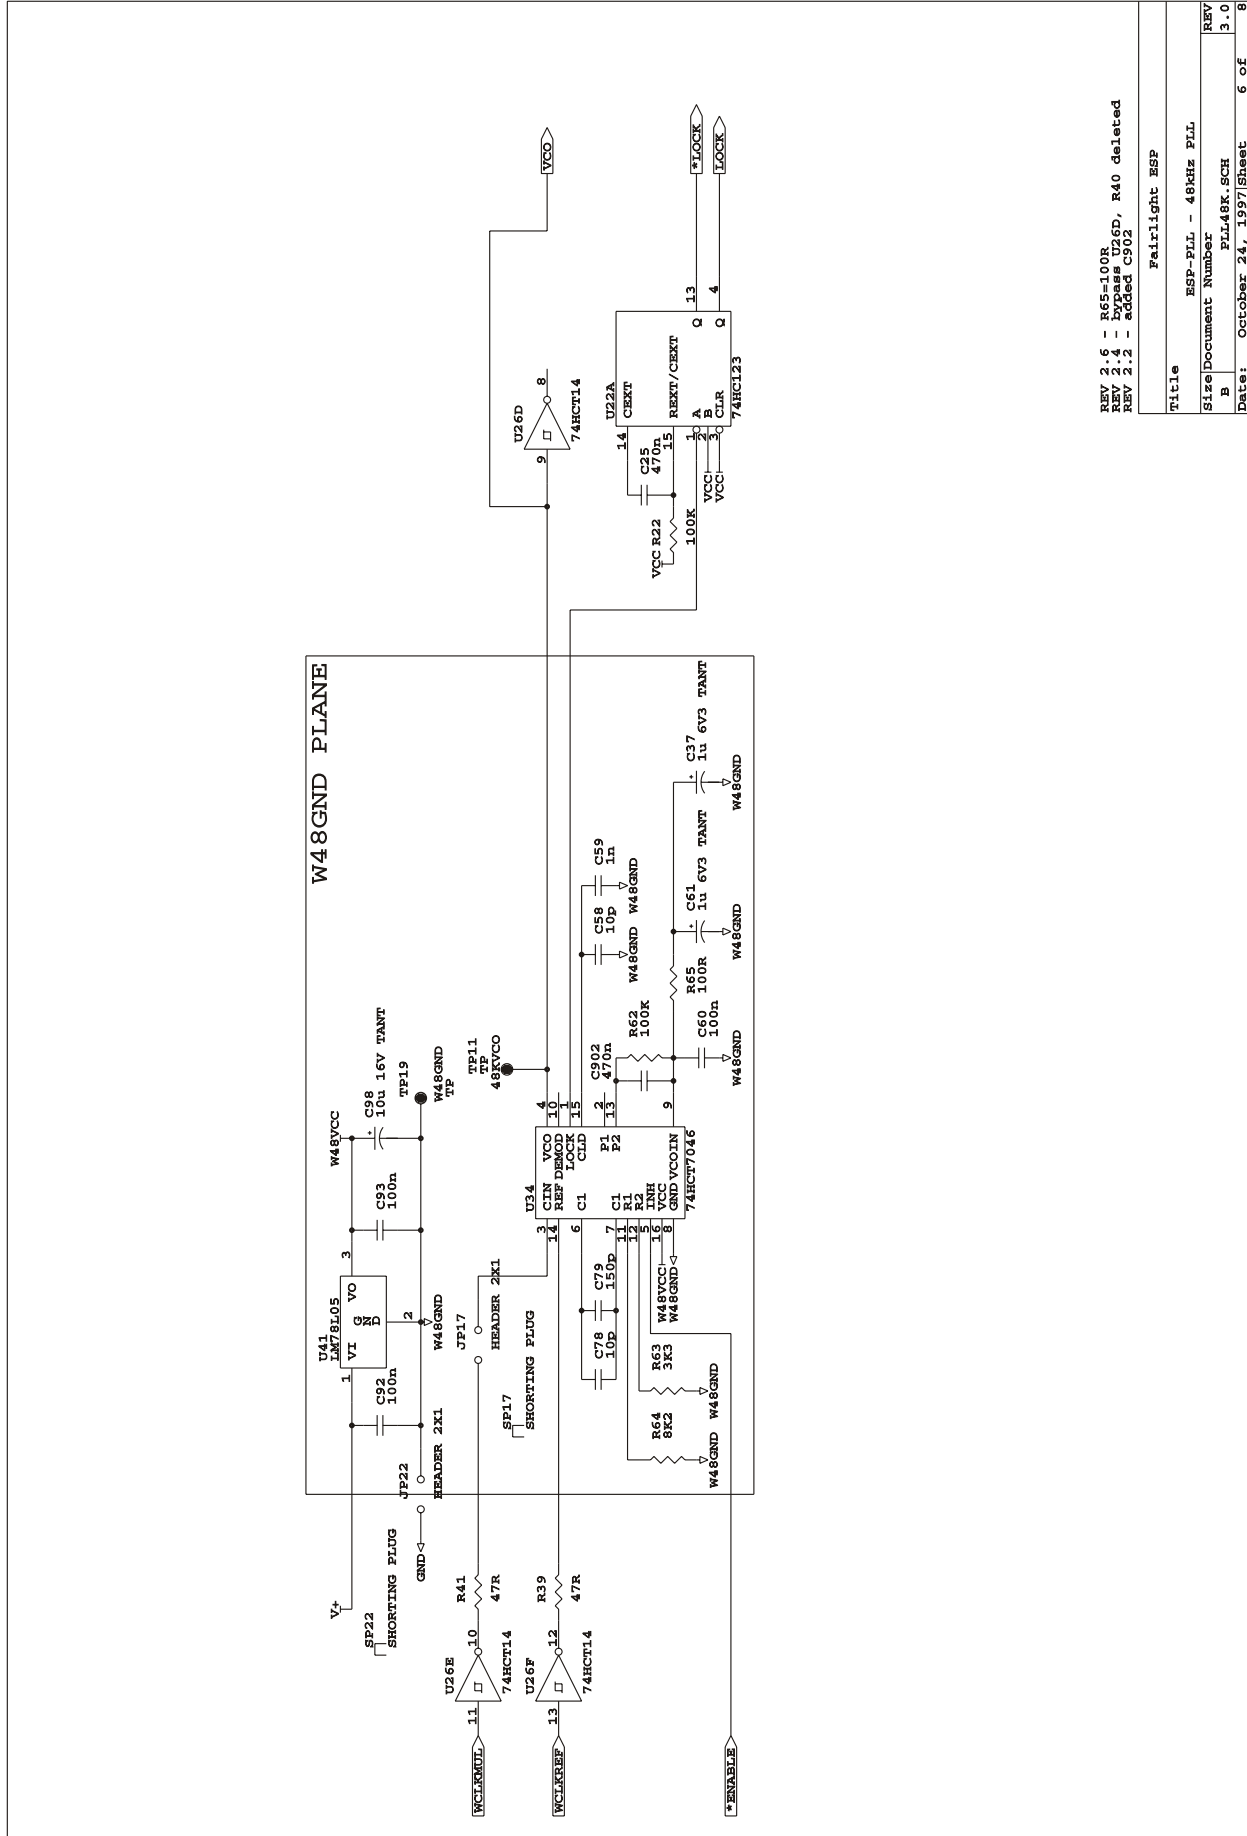 W48GND PLANE
V+
SP22
SHORTING PLUG
GND
JP22
HEADER 2X1
C92
100n
1
U41
LM78L05
VI
VO
GND
3
2
W48GND
C93
100n
W48VCC
C98
10u 16V TANT
TP19
W48GND
TP
WCLKMUL
11
U26E
10
74HCT14
R41
47R
JP17
HEADER 2X1
SP17
SHORTING PLUG
WCLKREF
13
U26F
12
74HCT14
R39
47R
*ENABLE
U34
3
CIN
14
REF
6
C1
7
C1
11
R1
12
R2
5
INH
16
VCC
8
GND
VCO
4
DEMOD
10
LOCK
1
CLD
15
P1
2
P2
13
VCOIN
9
74HCT7046
C78
10p
C79
150p
W48VCC
W48GND
R64
8K2
W48GND
R63
3K3
W48GND
TP11
TP
48KVCO
C902
470n
R62
100K
C60
100n
W48GND
R65
100R
C58
10p
W48GND
C59
1n
W48GND
C61
1u 6V3 TANT
W48GND
C37
1u 6V3 TANT
W48GND
9
U26D
8
74HCT14
VCO
VCC
R22
100K
C25
470n
U22A
14
CEXT
15
REXT/CEXT
1
A
2
B
3
CLR
VCC
VCC
74HC123
Q
13
Q
4
*LOCK
LOCK
REV 2.6 - R65=100R
REV 2.4 - bypass U26D, R40 deleted
REV 2.2 - added C902
Fairlight ESP
Title
ESP-PLL - 48kHz PLL
Size Document Number
REV
B
PLL48K.SCH
3.0
Date: October 24, 1997 Sheet 6 of 8